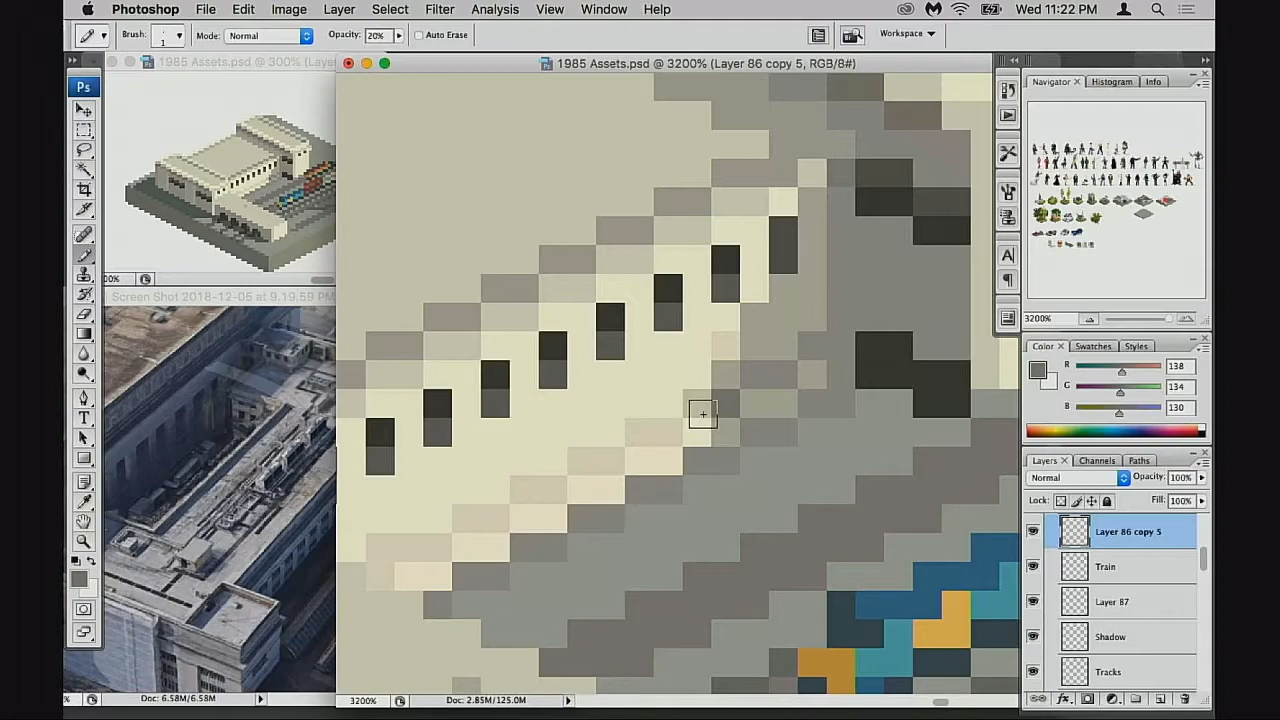 Photoshop File Edit Image Layer Select Filter Analysis View Window Help Wed 11:22 PM
Brush: 1 Mode: Normal Opacity: 20% Auto Erase Workspace
1985 Assets.psd @ 300% (Layer
1985 Assets.psd @ 3200% (Layer 86 copy 5, RGB/8#)
Ps
Navigator Histogram Info
00%
Screen Shot 2018-12-05 at 9.19.59 PM
3200%
Color Swatches Styles
R 138
G 134
B 130
Layers Channels Paths
Normal Opacity: 100%
Lock: Fill: 100%
Layer 86 copy 5
Train
Layer 87
Shadow
Tracks
% Doc: 6.58M/6.58M
3200% Doc: 2.85M/125.0M